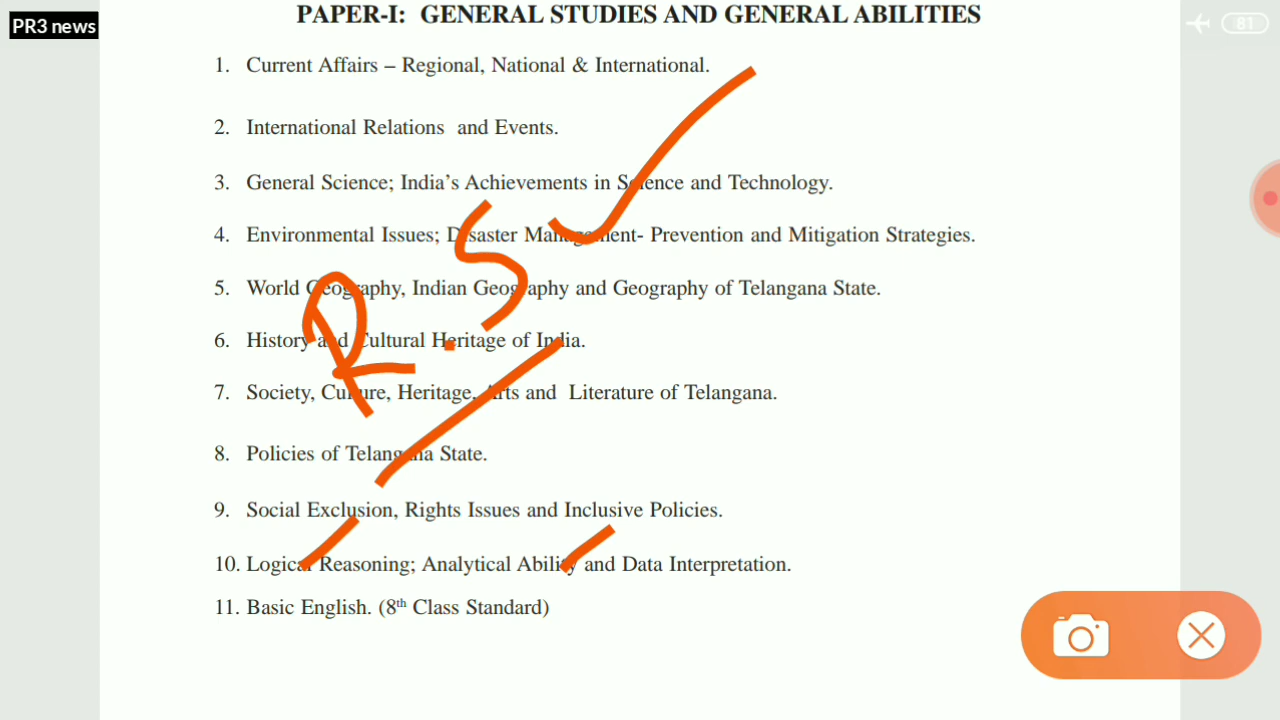 PAPER-I: GENERAL STUDIES AND GENERAL ABILITIES
PR3 news
81
1. Current Affairs – Regional, National & International.
2. International Relations and Events.
3. General Science; India's Achievements in Science and Technology.
4. Environmental Issues; Disaster Management- Prevention and Mitigation Strategies.
5. World Geography, Indian Geography and Geography of Telangana State.
6. History and Cultural Heritage of India.
7. Society, Culture, Heritage, Arts and Literature of Telangana.
8. Policies of Telangana State.
9. Social Exclusion, Rights Issues and Inclusive Policies.
10. Logical Reasoning; Analytical Ability and Data Interpretation.
11. Basic English. (8th Class Standard)
R.S